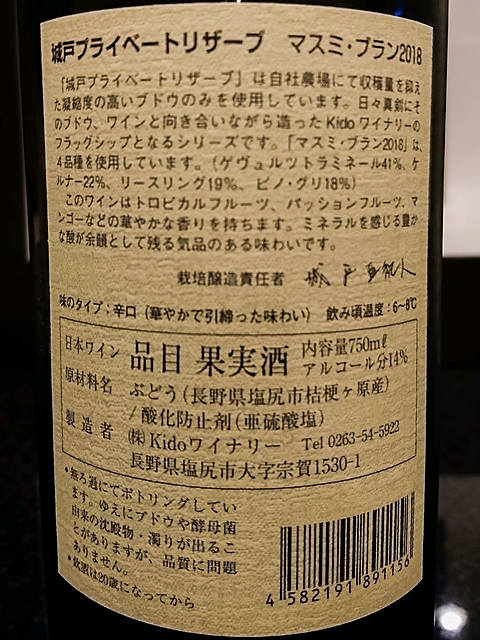 城戸プライベートリザーブ マスミ・ブラン2018
「城戸プライベートリザーブ」は自社農場にて収穫量を抑え
た凝縮度の高いブドウのみを使用しています。日々真剣にそ
のブドウ、ワインと向き合いながら造ったKidoワイナリーの
フラッグシップとなるシリーズです。「マスミ・ブラン2018」は、
4品種を使用しています。(ゲヴュルツトラミネール41%、ケ
ルナー22%、リースリング19%、ピノ・グリ18%)
このワインはトロピカルフルーツ、パッションフルーツ、マ
ンゴーなどの華やかな香りを持ちます。ミネラルを感じる豊か
な酸が余韻として残る気品のある味わいです。
栽培醸造責任者 城戸亜紀人
味のタイプ:辛口(華やかで引締った味わい) 飲み頃温度:6~8℃
日本ワイン 品目 果実酒 内容量750mℓ
アルコール分14%
原材料名 ぶどう(長野県塩尻市桔梗ヶ原産)
/酸化防止剤(亜硫酸塩)
製造者 ㈱Kidoワイナリー Tel 0263-54-5922
長野県塩尻市大字宗賀1530-1
•無ろ過にてボトリングしてい
ます。ゆえにブドウや酵母菌
由来の沈殿物・濁りが出るこ
とがありますが、品質に問題
ありません。
•飲酒は20歳になってから
4 582191 891156